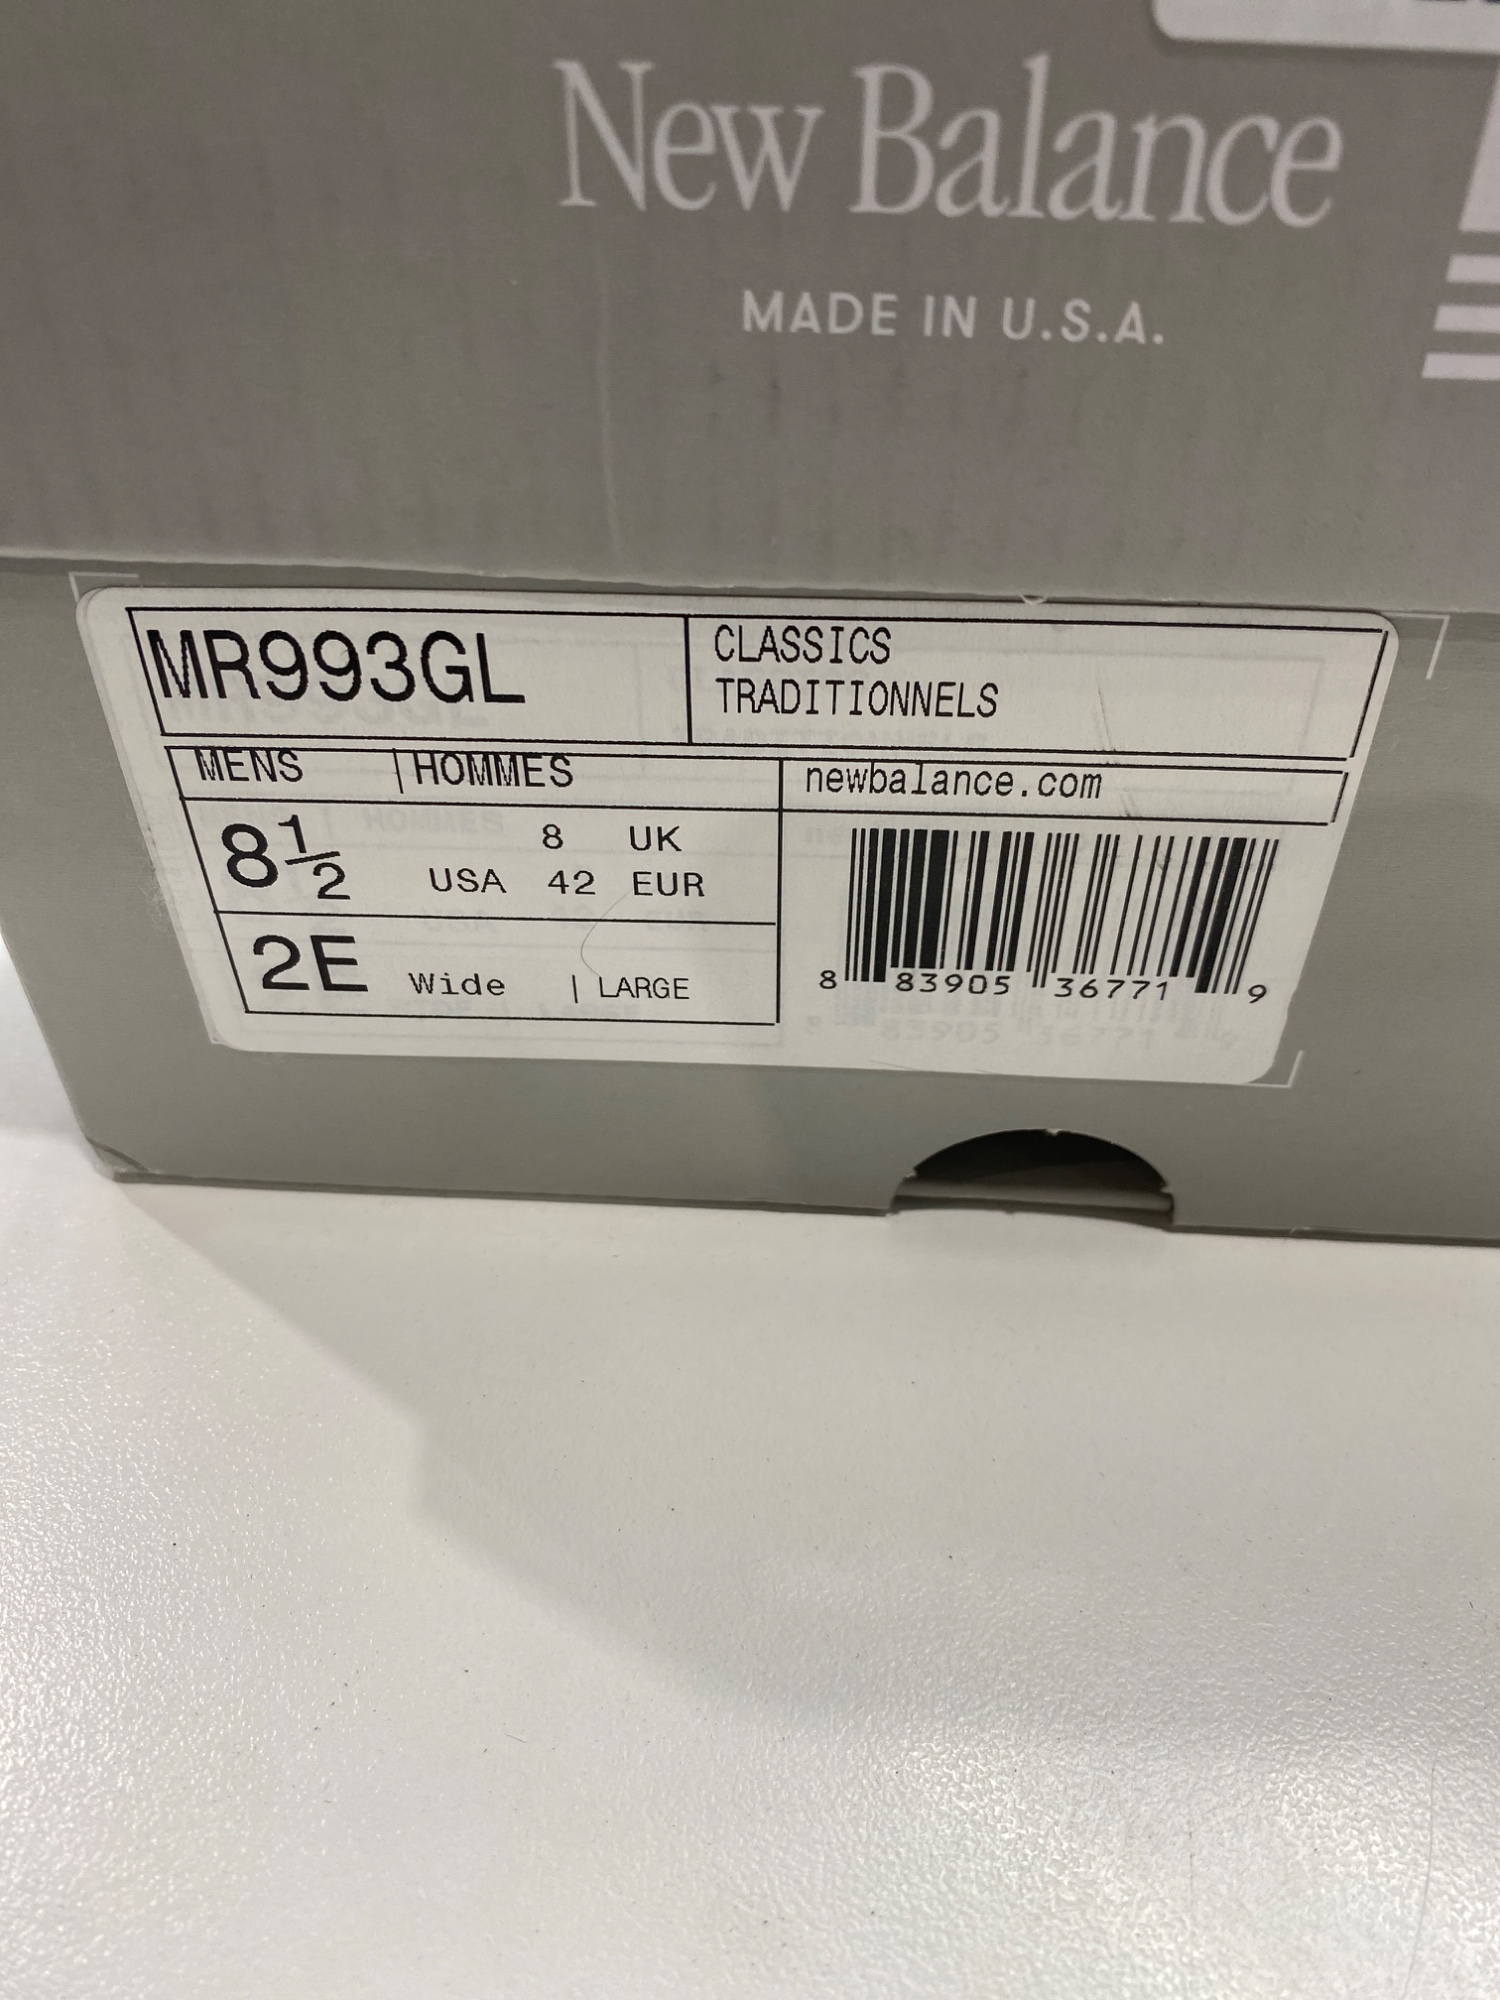 New Balance
MADE IN U.S.A.
MR993GL
CLASSICS
TRADITIONNELS
MENS | HOMMES
newbalance.com
8 1/2
8 UK
USA 42 EUR
2E Wide | LARGE
8 83905 36771 9